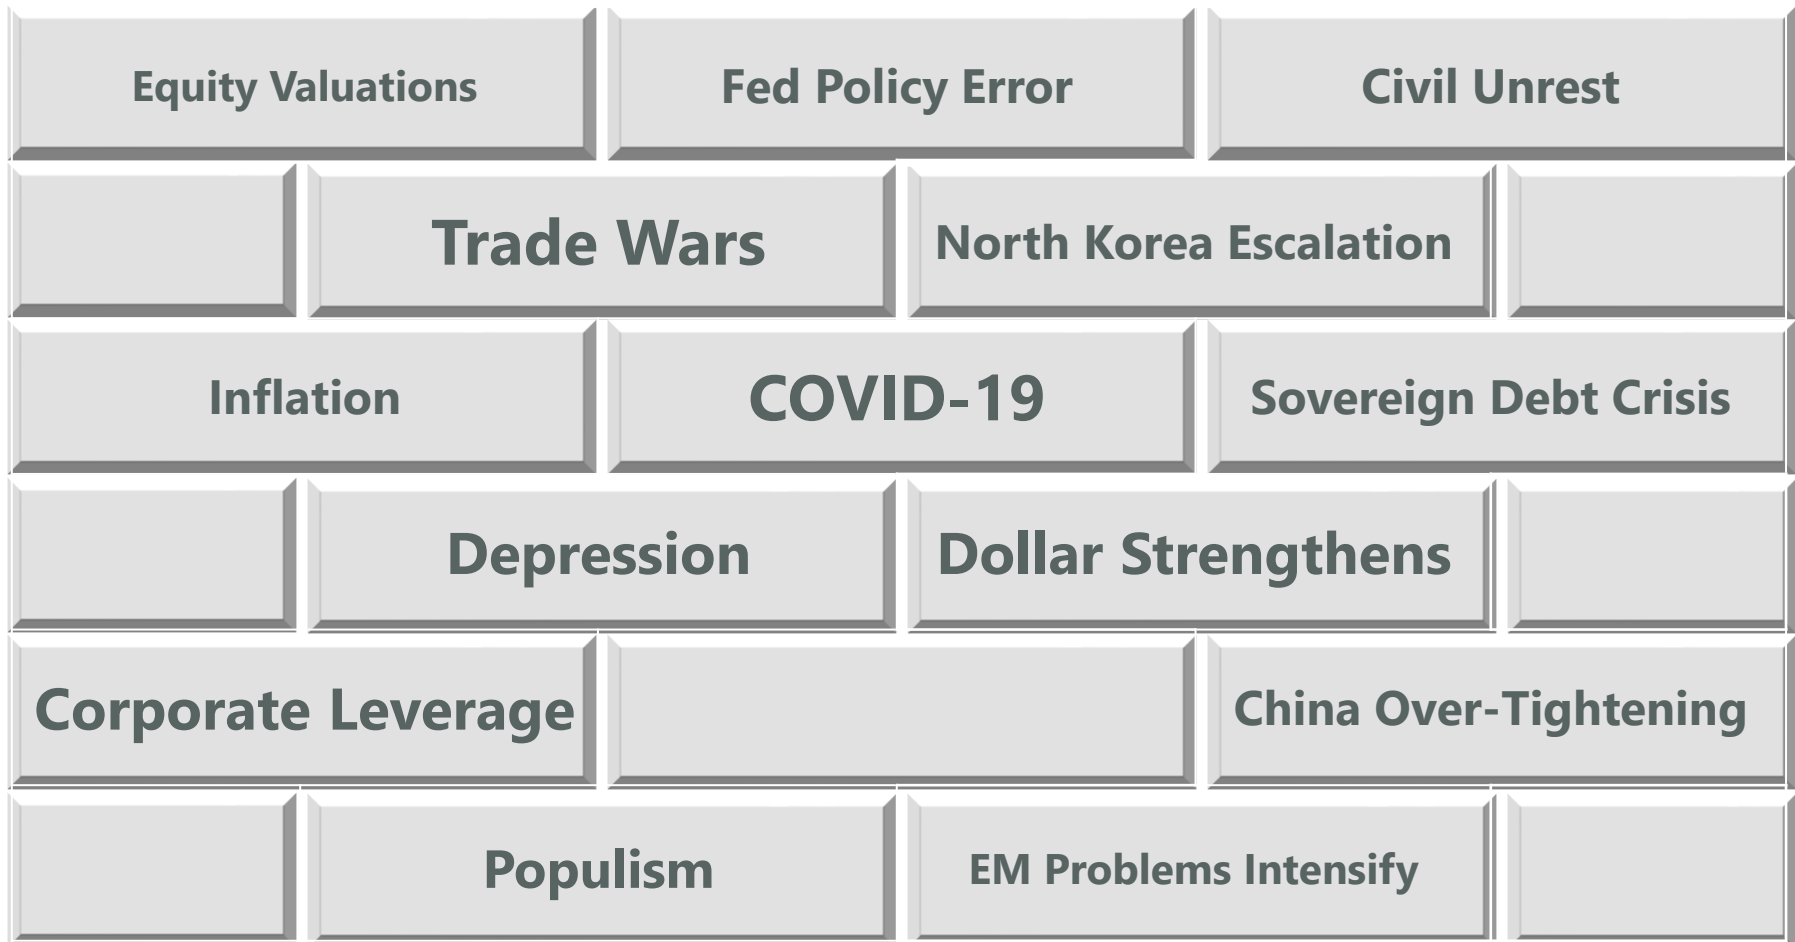 Equity Valuations
Fed Policy Error
Civil Unrest
Trade Wars
North Korea Escalation
Inflation
COVID-19
Sovereign Debt Crisis
Depression
Dollar Strengthens
Corporate Leverage
China Over-Tightening
Populism
EM Problems Intensify